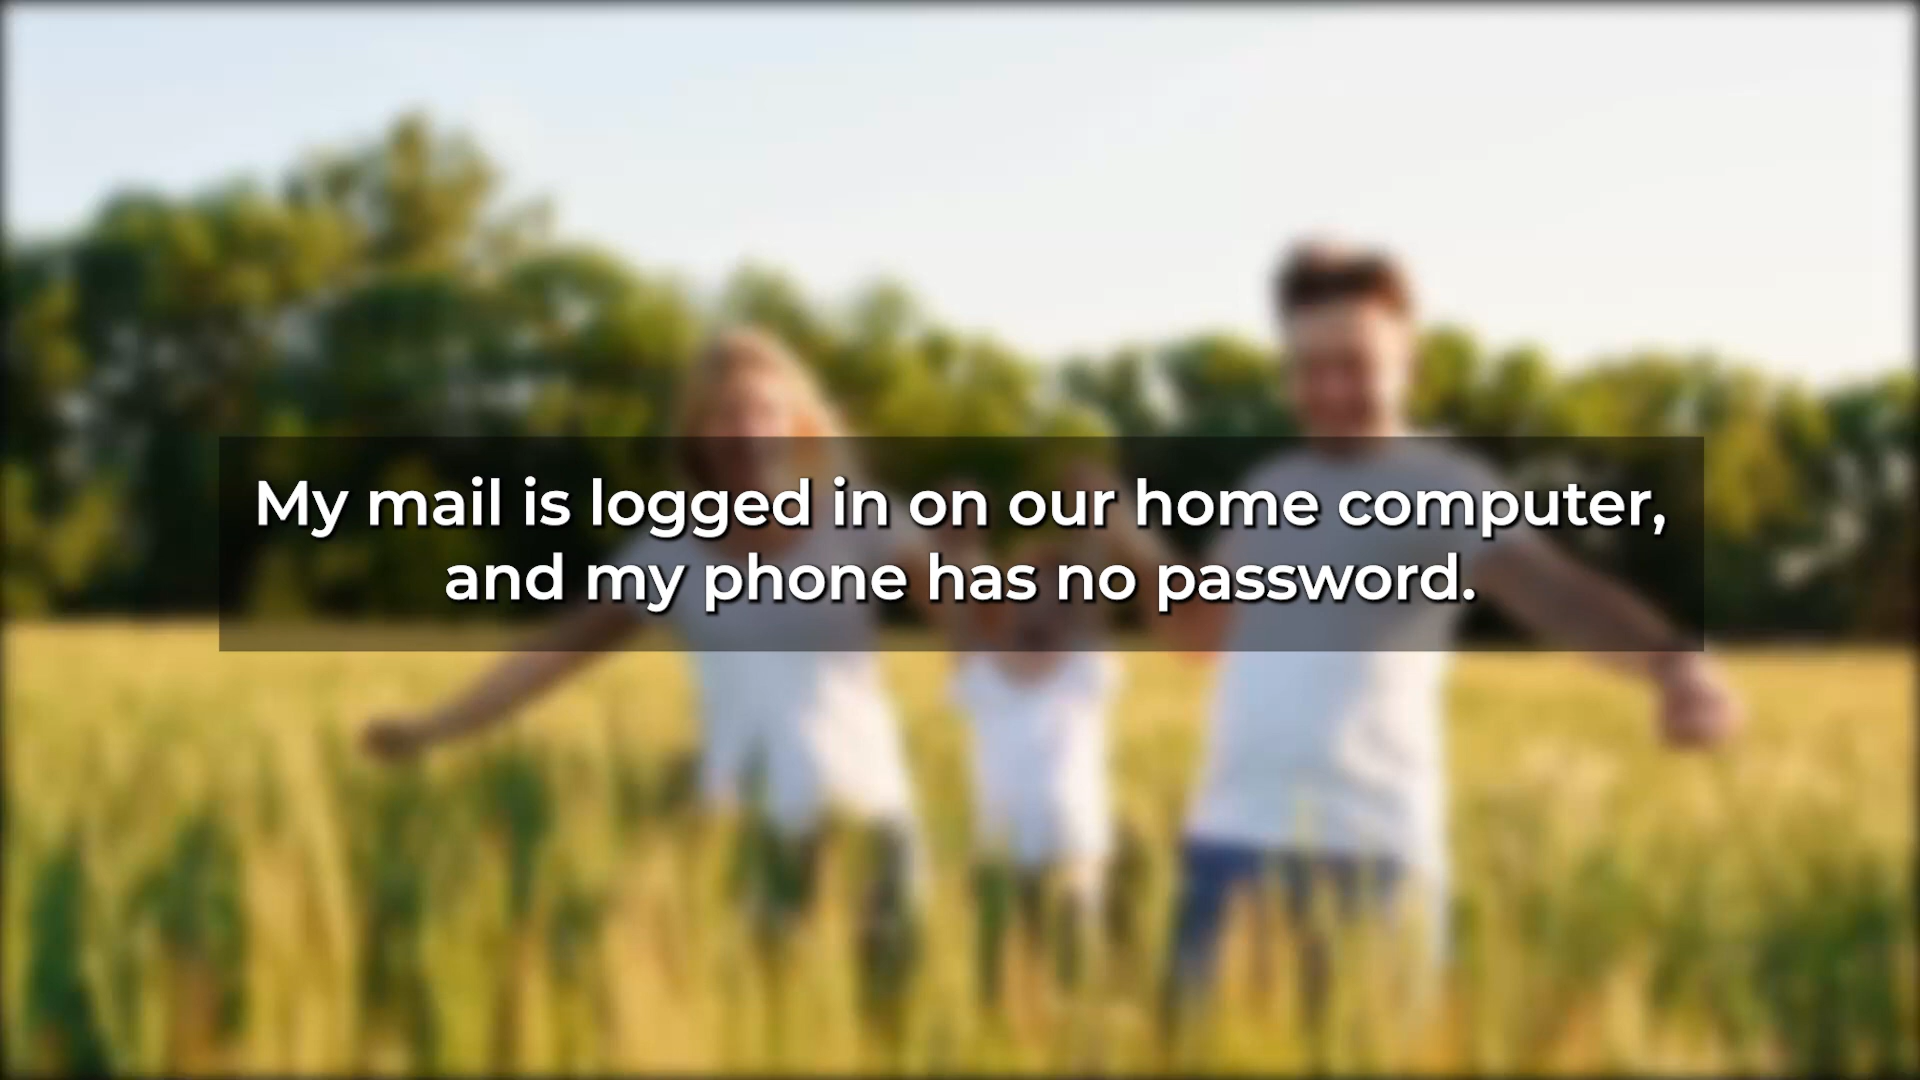 My mail is logged in on our home computer,
and my phone has no password.